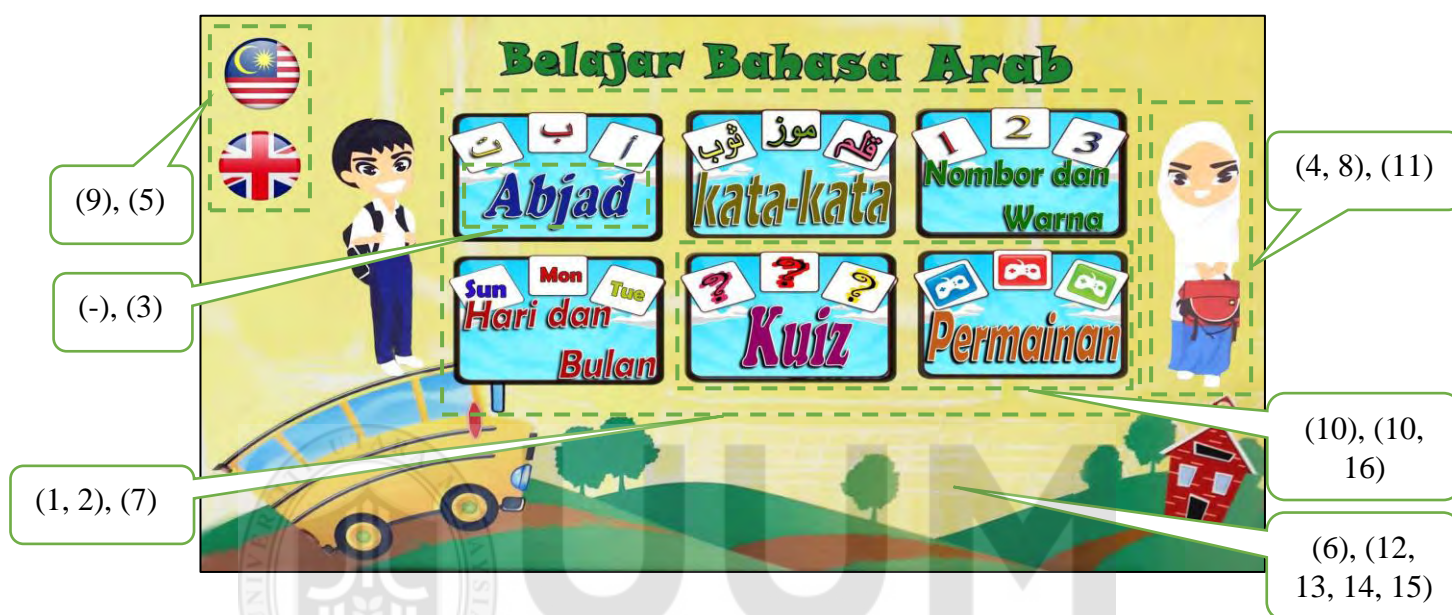 Belajar Bahasa Arab
ت ب أ
Abjad
ثوب موز قلم
kata-kata
1 2 3
Nombor dan
Warna
Sun Mon Tue
Hari dan
Bulan
? ? ?
Kuiz
Permainan
(9), (5)
(-), (3)
(1, 2), (7)
(4, 8), (11)
(10), (10,
16)
(6), (12,
13, 14, 15)
UUM